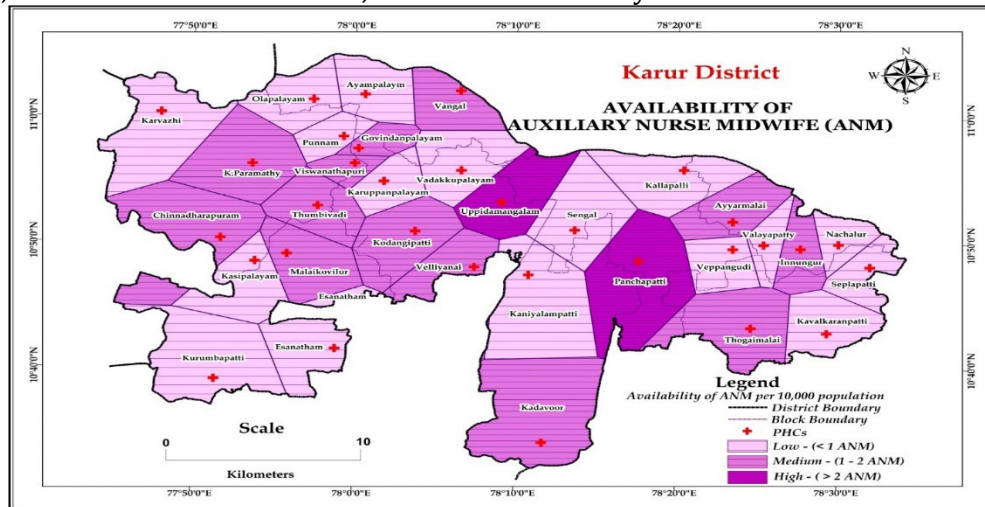 77°50'0"E 78°0'0"E 78°10'0"E 78°20'0"E 78°30'0"E
Karur District
N
W E
S
AVAILABILITY OF
AUXILIARY NURSE MIDWIFE (ANM)
11°0'0"N
11°0'0"N
Ayampalaym
Olapalayam
Vangal
Karvazhi
Punnam
Govindanpalayam
K.Paramathy
Viswanathapuri
Vadakkupalayam
Karuppanpalayam
Kallapalli
Chinnadharapuram
Thumbivadi
Uppidamangalam
Sengal
Ayyarmalai
Kodangipatti
Valayapatty
Nachalur
10°50'0"N
10°50'0"N
Kasipalayam
Malaikovilur
Velliyanai
Veppangudi
Innungur
Panchapatti
Seplapatti
Esanatham
Kaniyalampatti
Kavalkaranpatti
Thogaimalai
Kurumbapatti
Esanatham
10°40'0"N
10°40'0"N
Kadavoor
Legend
Availability of ANM per 10,000 population
District Boundary
Block Boundary
PHCs
Low - (< 1 ANM)
Medium - (1 - 2 ANM)
High - ( > 2 ANM)
Scale
0 10
Kilometers
77°50'0"E 78°0'0"E 78°10'0"E 78°20'0"E 78°30'0"E